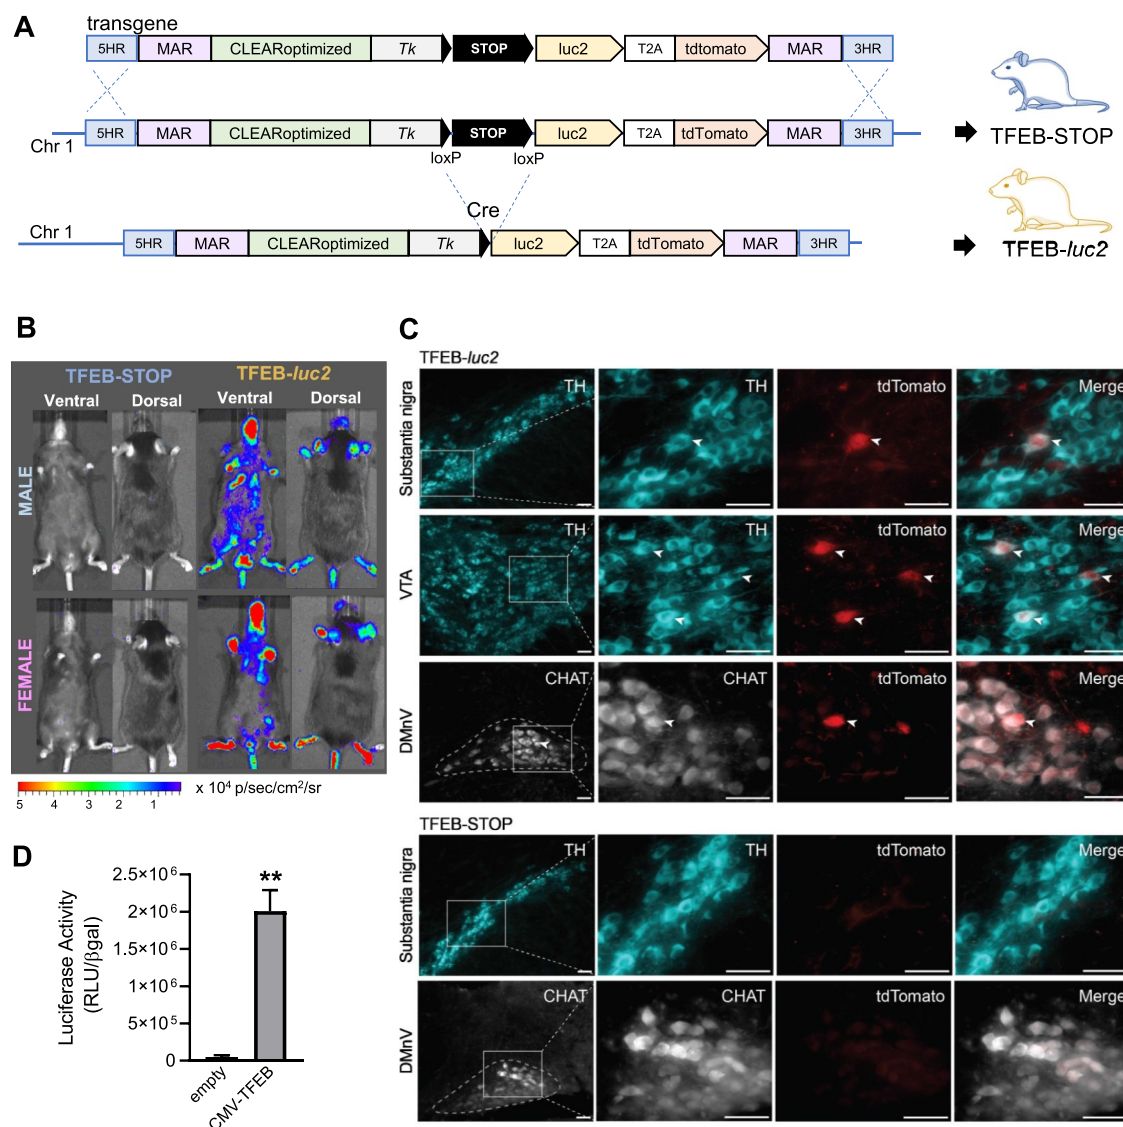 A
transgene
5HR MAR CLEARoptimized Tk STOP luc2 T2A tdtomato MAR 3HR
Chr 1 5HR MAR CLEARoptimized Tk STOP luc2 T2A tdTomato MAR 3HR
loxP loxP
TFEB-STOP
Cre
Chr 1 5HR MAR CLEARoptimized Tk luc2 T2A tdTomato MAR 3HR
TFEB-luc2
B
TFEB-STOP TFEB-luc2
Ventral Dorsal Ventral Dorsal
MALE
FEMALE
5 4 3 2 1 x 10⁴ p/sec/cm²/sr
C
TFEB-luc2
Substantia nigra TH TH tdTomato Merge
VTA TH TH tdTomato Merge
DMnV CHAT CHAT tdTomato Merge
TFEB-STOP
Substantia nigra TH TH tdTomato Merge
DMnV CHAT CHAT tdTomato Merge
D
Luciferase Activity
(RLU/βgal)
2.5×10⁶
2×10⁶
1.5×10⁶
1×10⁶
5×10⁵
0
**
empty
CMV-TFEB